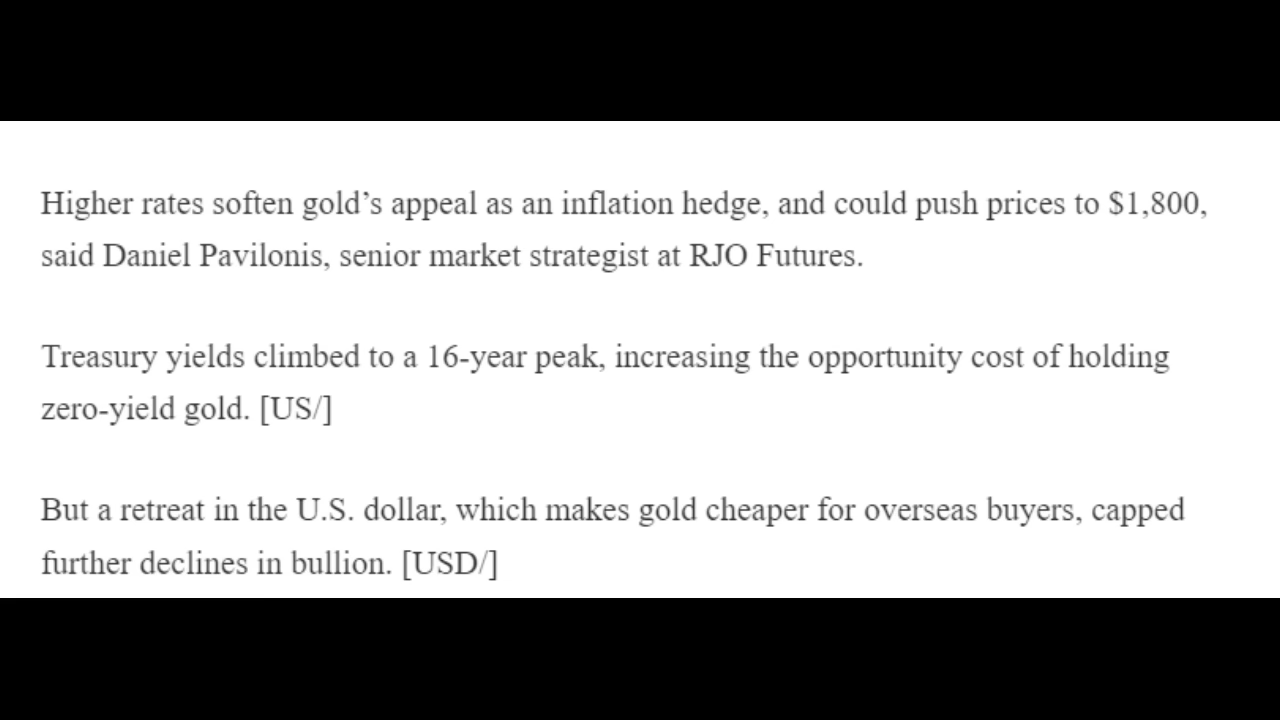 Higher rates soften gold’s appeal as an inflation hedge, and could push prices to $1,800,
said Daniel Pavilonis, senior market strategist at RJO Futures.
Treasury yields climbed to a 16-year peak, increasing the opportunity cost of holding
zero-yield gold. [US/]
But a retreat in the U.S. dollar, which makes gold cheaper for overseas buyers, capped
further declines in bullion. [USD/]